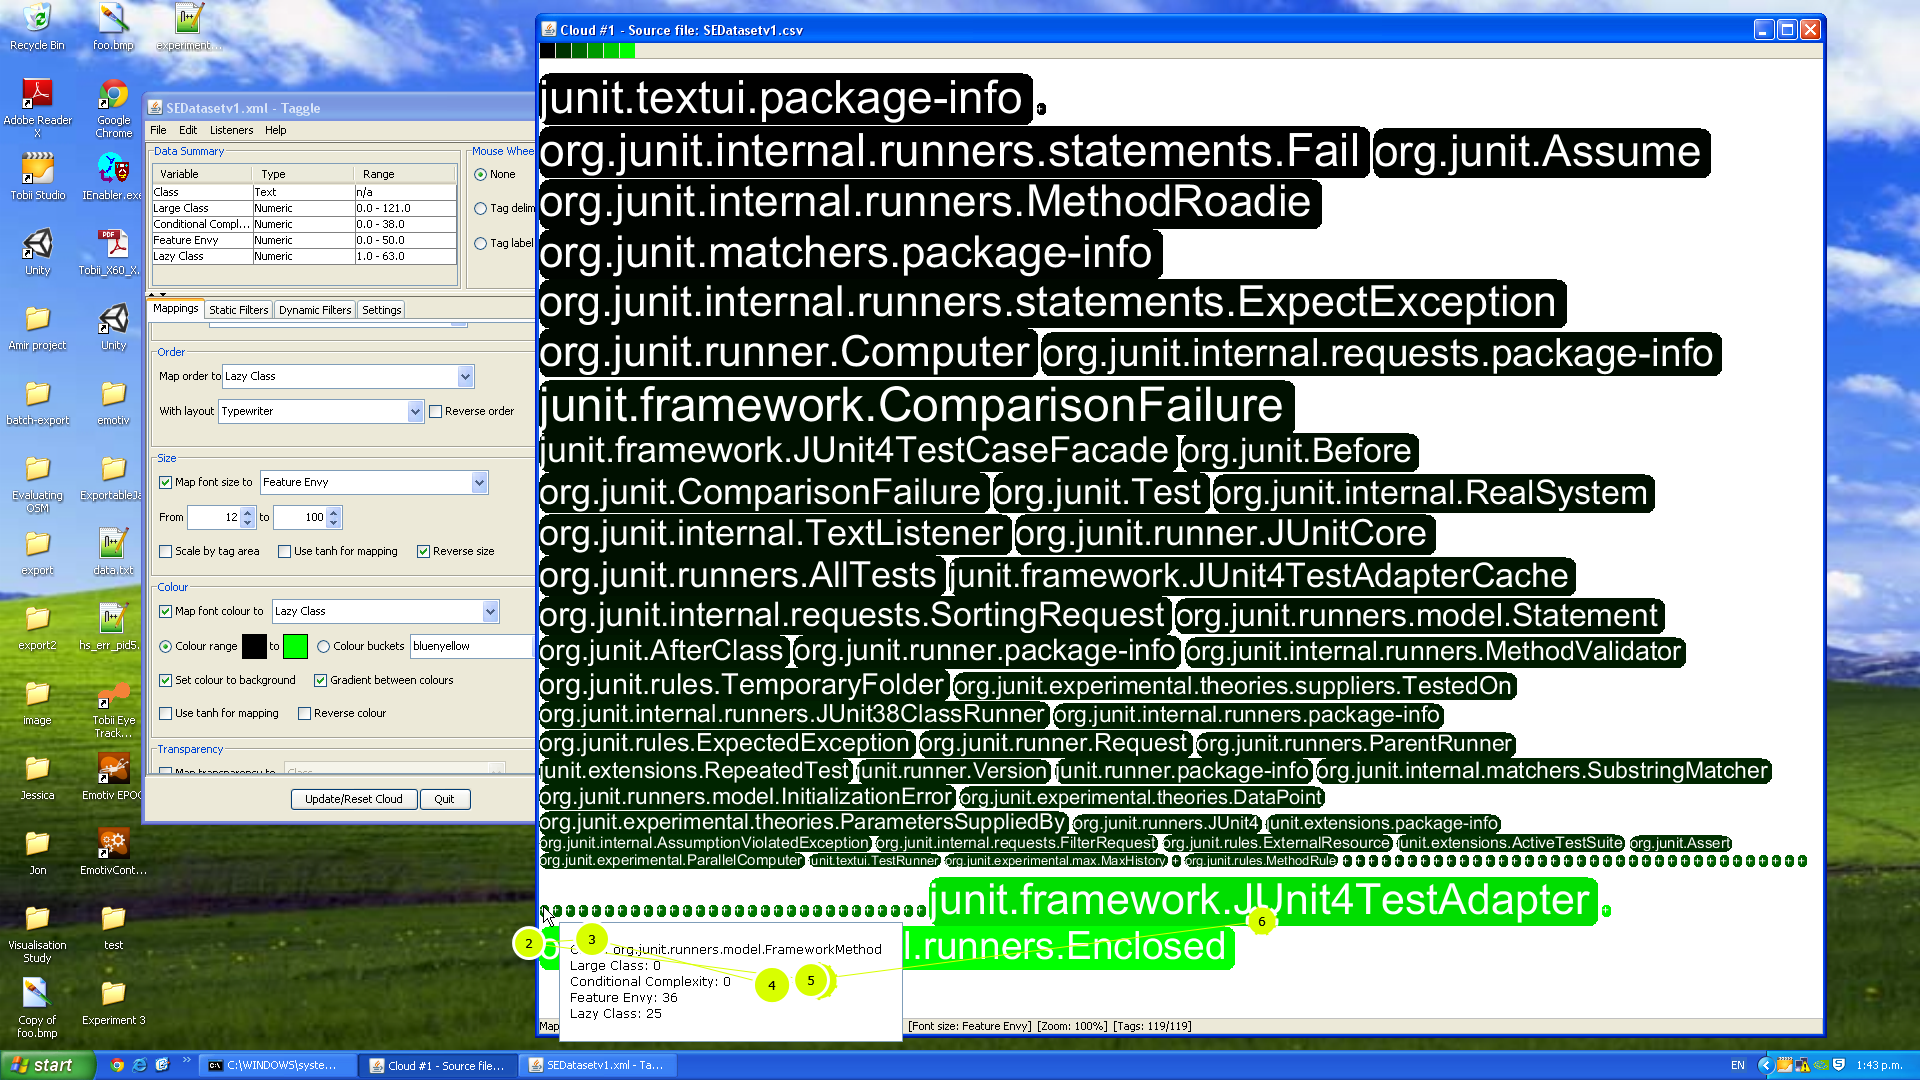 Recycle Bin
foo.bmp
experiment...
Adobe Reader X
Google Chrome
Tobii Studio
IEnabler.exe
Unity
Tobii_X60_X...
Amir project
Unity
batch-export
emotiv
Evaluating OSM
ExportableJa
export
data.txt
export2
hs_err_pid5...
image
Tobii Eye Track...
Jessica
Emotiv EPOC
Jon
EmotivCont...
Visualisation Study
test
Copy of foo.bmp
Experiment 3
SEDatasetv1.xml - Taggle
File Edit Listeners Help
Data Summary
Mouse Whee
Variable Type Range
Class Text n/a
Large Class Numeric 0.0 - 121.0
Conditional Compl... Numeric 0.0 - 38.0
Feature Envy Numeric 0.0 - 50.0
Lazy Class Numeric 1.0 - 63.0
None
Tag delim
Tag label
Mappings Static Filters Dynamic Filters Settings
Order
Map order to Lazy Class
With layout Typewriter Reverse order
Size
Map font size to Feature Envy
From 12 to 100
Scale by tag area Use tanh for mapping Reverse size
Colour
Map font colour to Lazy Class
Colour range to Colour buckets bluenyellow
Set colour to background Gradient between colours
Use tanh for mapping Reverse colour
Transparency
Map transparency to Class
Update/Reset Cloud Quit
Cloud #1 - Source file: SEDatasetv1.csv
junit.textui.package-info +
org.junit.internal.runners.statements.Fail org.junit.Assume
org.junit.internal.runners.MethodRoadie
org.junit.matchers.package-info
org.junit.internal.runners.statements.ExpectException
org.junit.runner.Computer org.junit.internal.requests.package-info
junit.framework.ComparisonFailure
junit.framework.JUnit4TestCaseFacade org.junit.Before
org.junit.ComparisonFailure org.junit.Test org.junit.internal.RealSystem
org.junit.internal.TextListener org.junit.runner.JUnitCore
org.junit.runners.AllTests junit.framework.JUnit4TestAdapterCache
org.junit.internal.requests.SortingRequest org.junit.runners.model.Statement
org.junit.AfterClass org.junit.runner.package-info org.junit.internal.runners.MethodValidator
org.junit.rules.TemporaryFolder org.junit.experimental.theories.suppliers.TestedOn
org.junit.internal.runners.JUnit38ClassRunner org.junit.internal.runners.package-info
org.junit.rules.ExpectedException org.junit.runner.Request org.junit.runners.ParentRunner
junit.extensions.RepeatedTest junit.runner.Version junit.runner.package-info org.junit.internal.matchers.SubstringMatcher
org.junit.runners.model.InitializationError org.junit.experimental.theories.DataPoint
org.junit.experimental.theories.ParametersSuppliedBy org.junit.runners.JUnit4 junit.extensions.package-info
org.junit.internal.AssumptionViolatedException org.junit.internal.requests.FilterRequest org.junit.rules.ExternalResource junit.extensions.ActiveTestSuite org.junit.Assert
org.junit.experimental.ParallelComputer junit.textui.TestRunner org.junit.experimental.max.MaxHistory + org.junit.rules.MethodRule
junit.framework.JUnit4TestAdapter
o l.runners.Enclosed
2 3 4 5 6
org.junit.runners.model.FrameworkMethod
Large Class: 0
Conditional Complexity: 0
Feature Envy: 36
Lazy Class: 25
Map [Font size: Feature Envy] [Zoom: 100%] [Tags: 119/119]
start C:\WINDOWS\syste... Cloud #1 - Source file... SEDatasetv1.xml - Ta... EN 1:43 p.m.